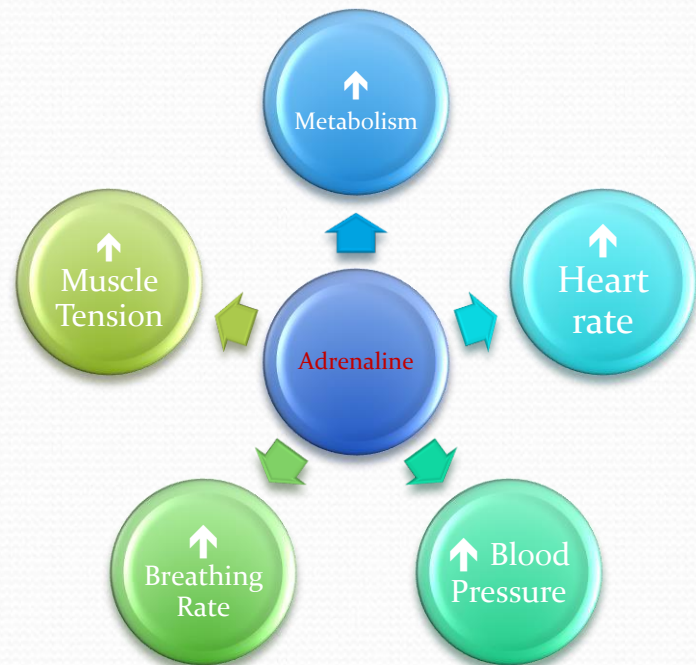 ↑
Metabolism
↑
Heart
rate
↑ Blood
Pressure
↑
Breathing
Rate
↑
Muscle
Tension
Adrenaline